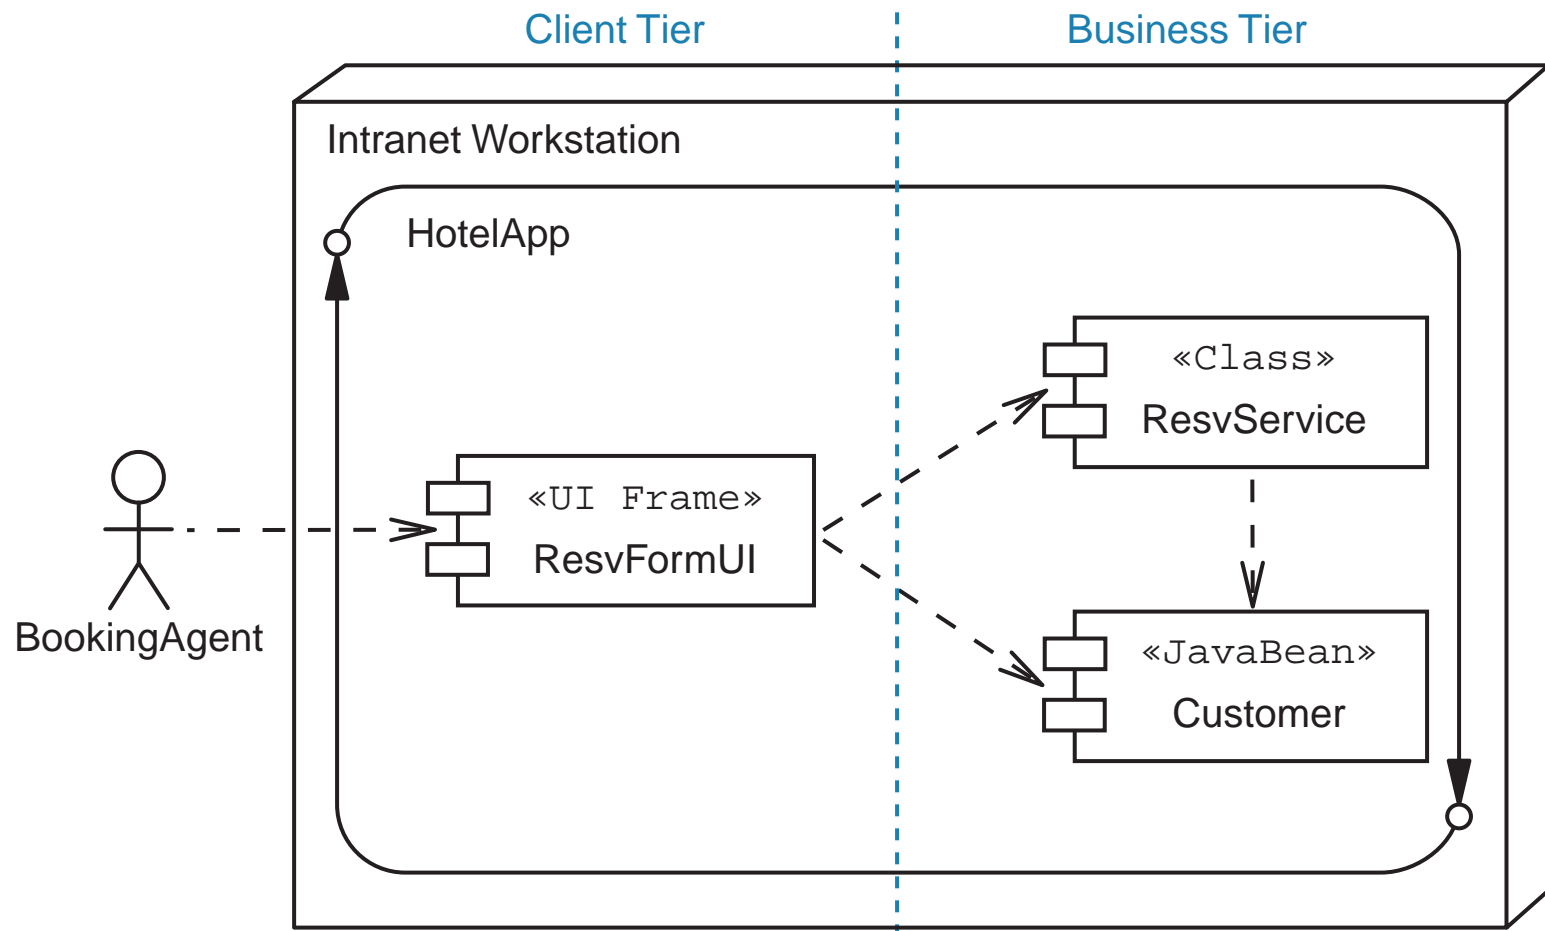 Client Tier
Business Tier
Intranet Workstation
HotelApp
«Class»
ResvService
«UI Frame»
ResvFormUI
BookingAgent
«JavaBean»
Customer